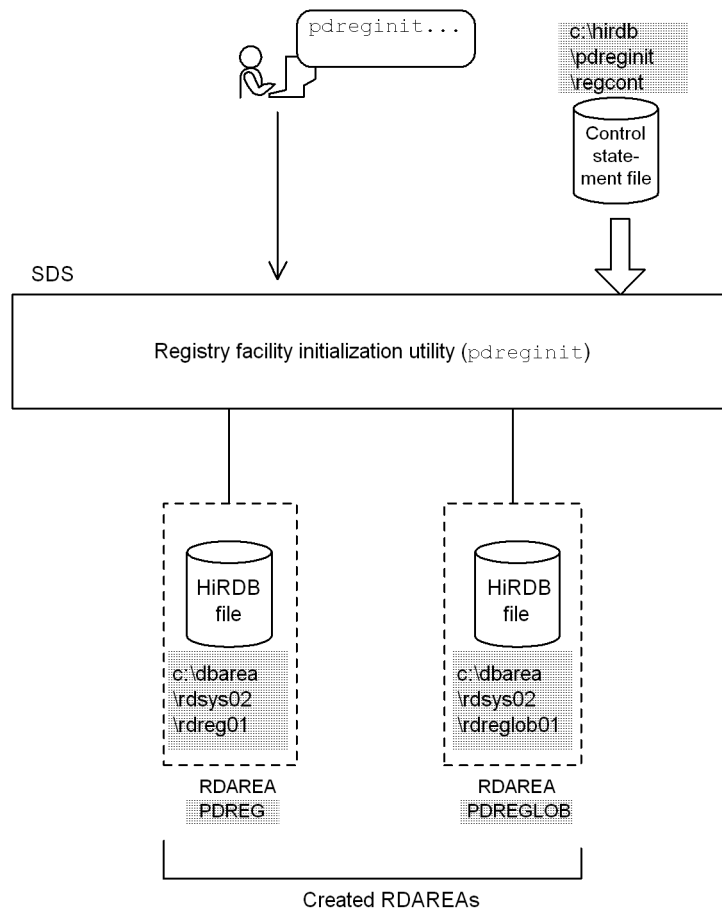 pdreginit...
c:\hirdb
\pdreginit
\regcont
Control
state-
ment file
SDS
Registry facility initialization utility (pdreginit)
HiRDB
file
c:\dbarea
\rdsys02
\rdreg01
RDAREA
PDREG
HiRDB
file
c:\dbarea
\rdsys02
\rdreglob01
RDAREA
PDREGLOB
Created RDAREAs